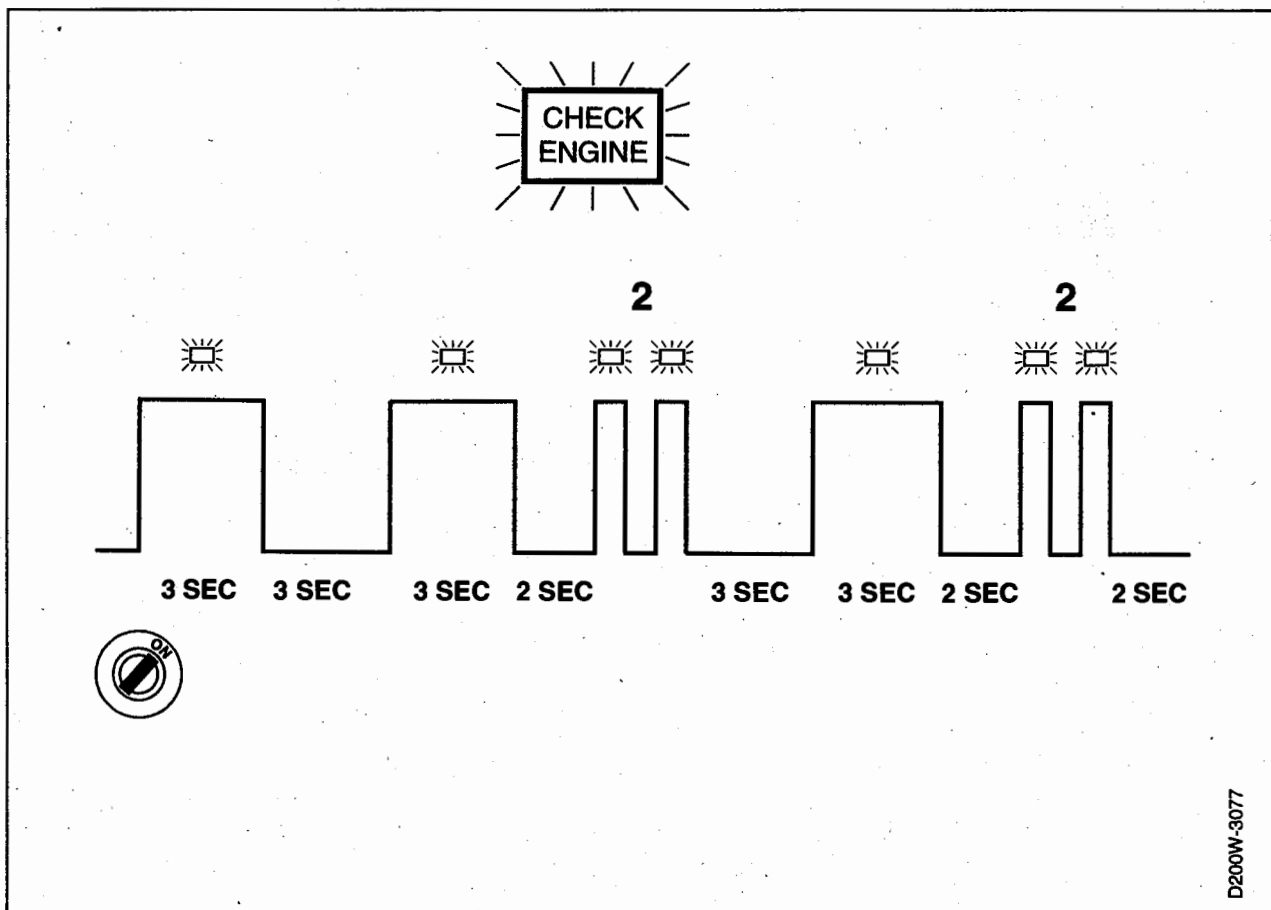 CHECK
ENGINE
2 2
3 SEC 3 SEC 3 SEC 2 SEC 3 SEC 3 SEC 2 SEC 2 SEC
ON
D200W-3077